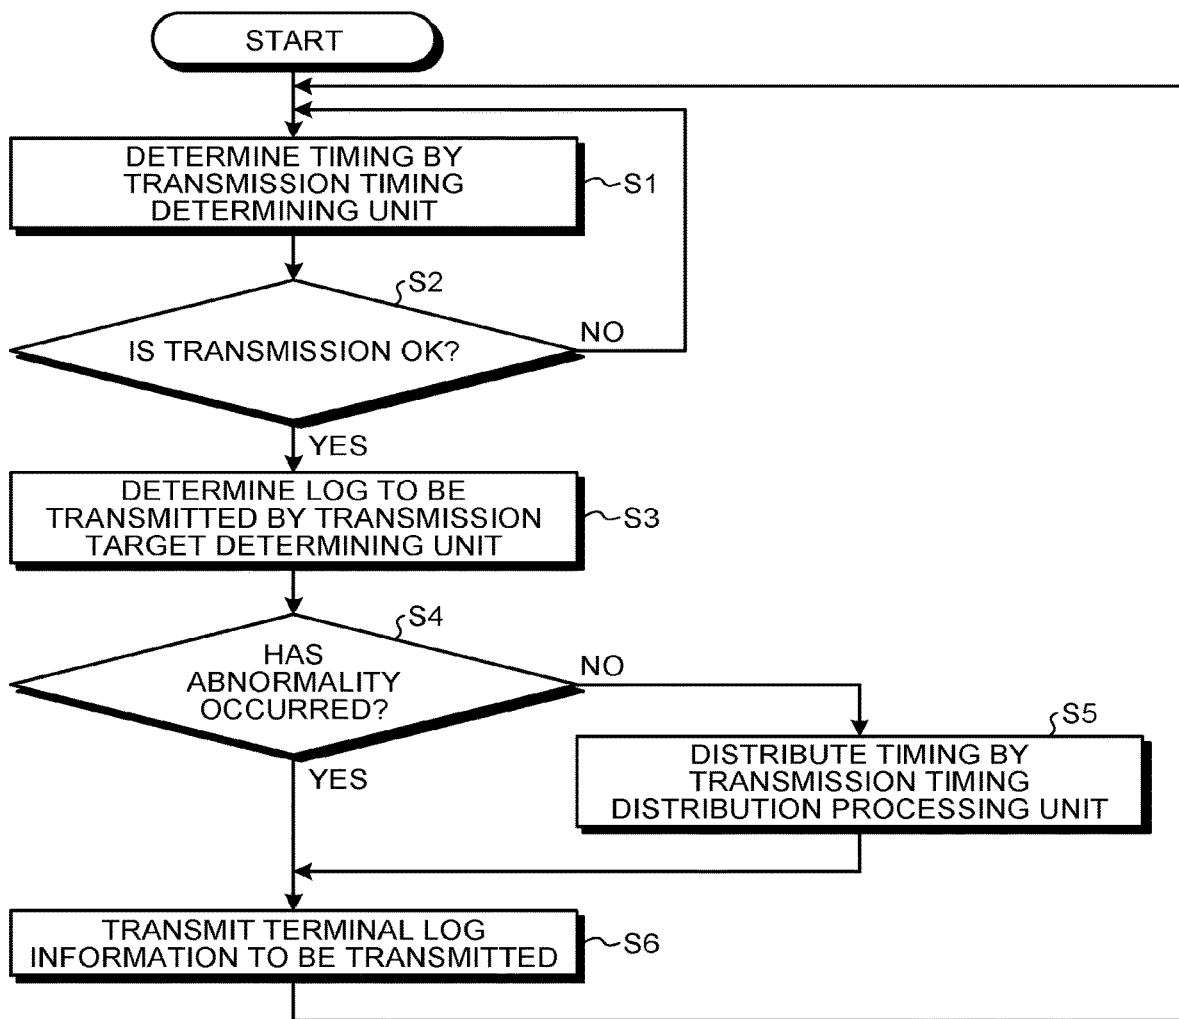 START
DETERMINE TIMING BY
TRANSMISSION TIMING
DETERMINING UNIT
S1
S2
IS TRANSMISSION OK?
NO
YES
DETERMINE LOG TO BE
TRANSMITTED BY TRANSMISSION
TARGET DETERMINING UNIT
S3
S4
HAS
ABNORMALITY
OCCURRED?
NO
YES
S5
DISTRIBUTE TIMING BY
TRANSMISSION TIMING
DISTRIBUTION PROCESSING UNIT
TRANSMIT TERMINAL LOG
INFORMATION TO BE TRANSMITTED
S6